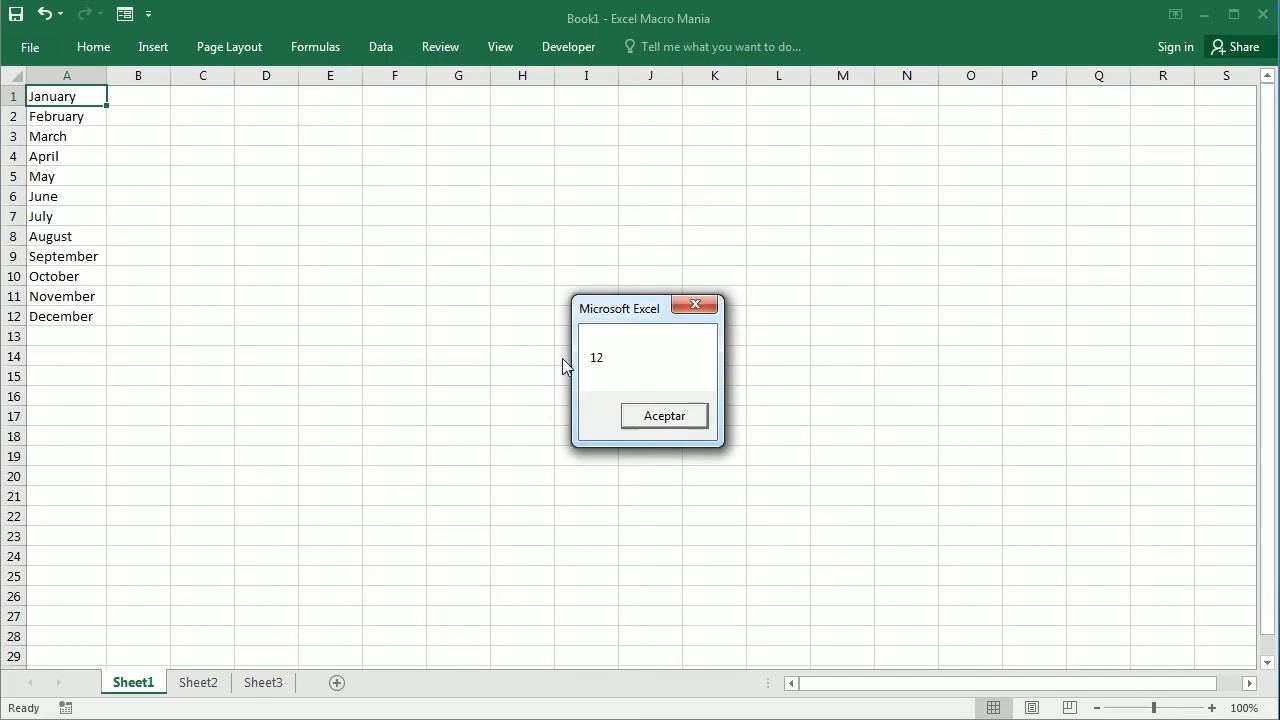 Book1 - Excel Macro Mania
File Home Insert Page Layout Formulas Data Review View Developer Tell me what you want to do... Sign in Share
A B C D E F G H I J K L M N O P Q R S
1 January
2 February
3 March
4 April
5 May
6 June
7 July
8 August
9 September
10 October
11 November
12 December
13
14
15
16
17
18
19
20
21
22
23
24
25
26
27
28
29
Microsoft Excel
12
Aceptar
Sheet1 Sheet2 Sheet3
Ready 100%